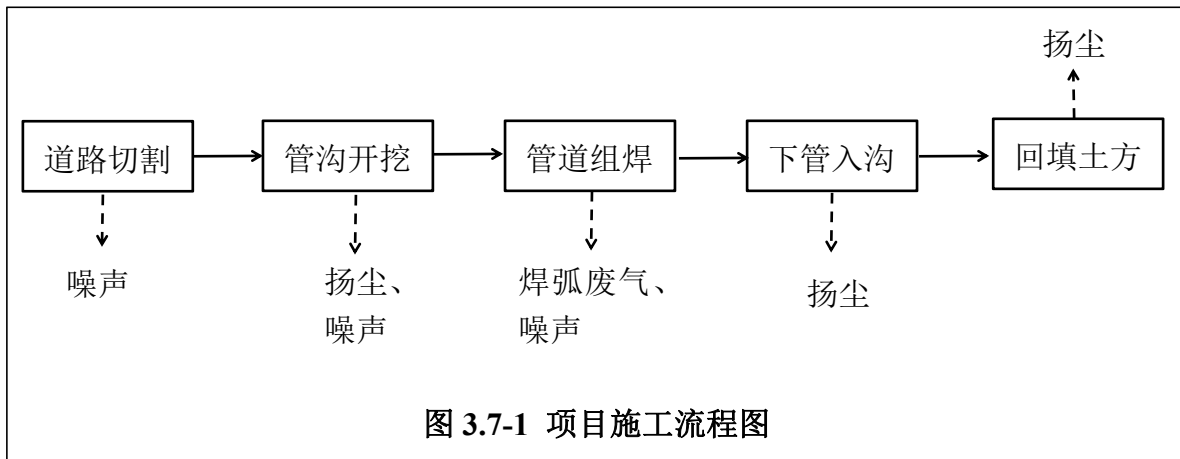 扬尘
道路切割
管沟开挖
管道组焊
下管入沟
回填土方
噪声
扬尘、
噪声
焊弧废气、
噪声
扬尘
图 3.7-1 项目施工流程图